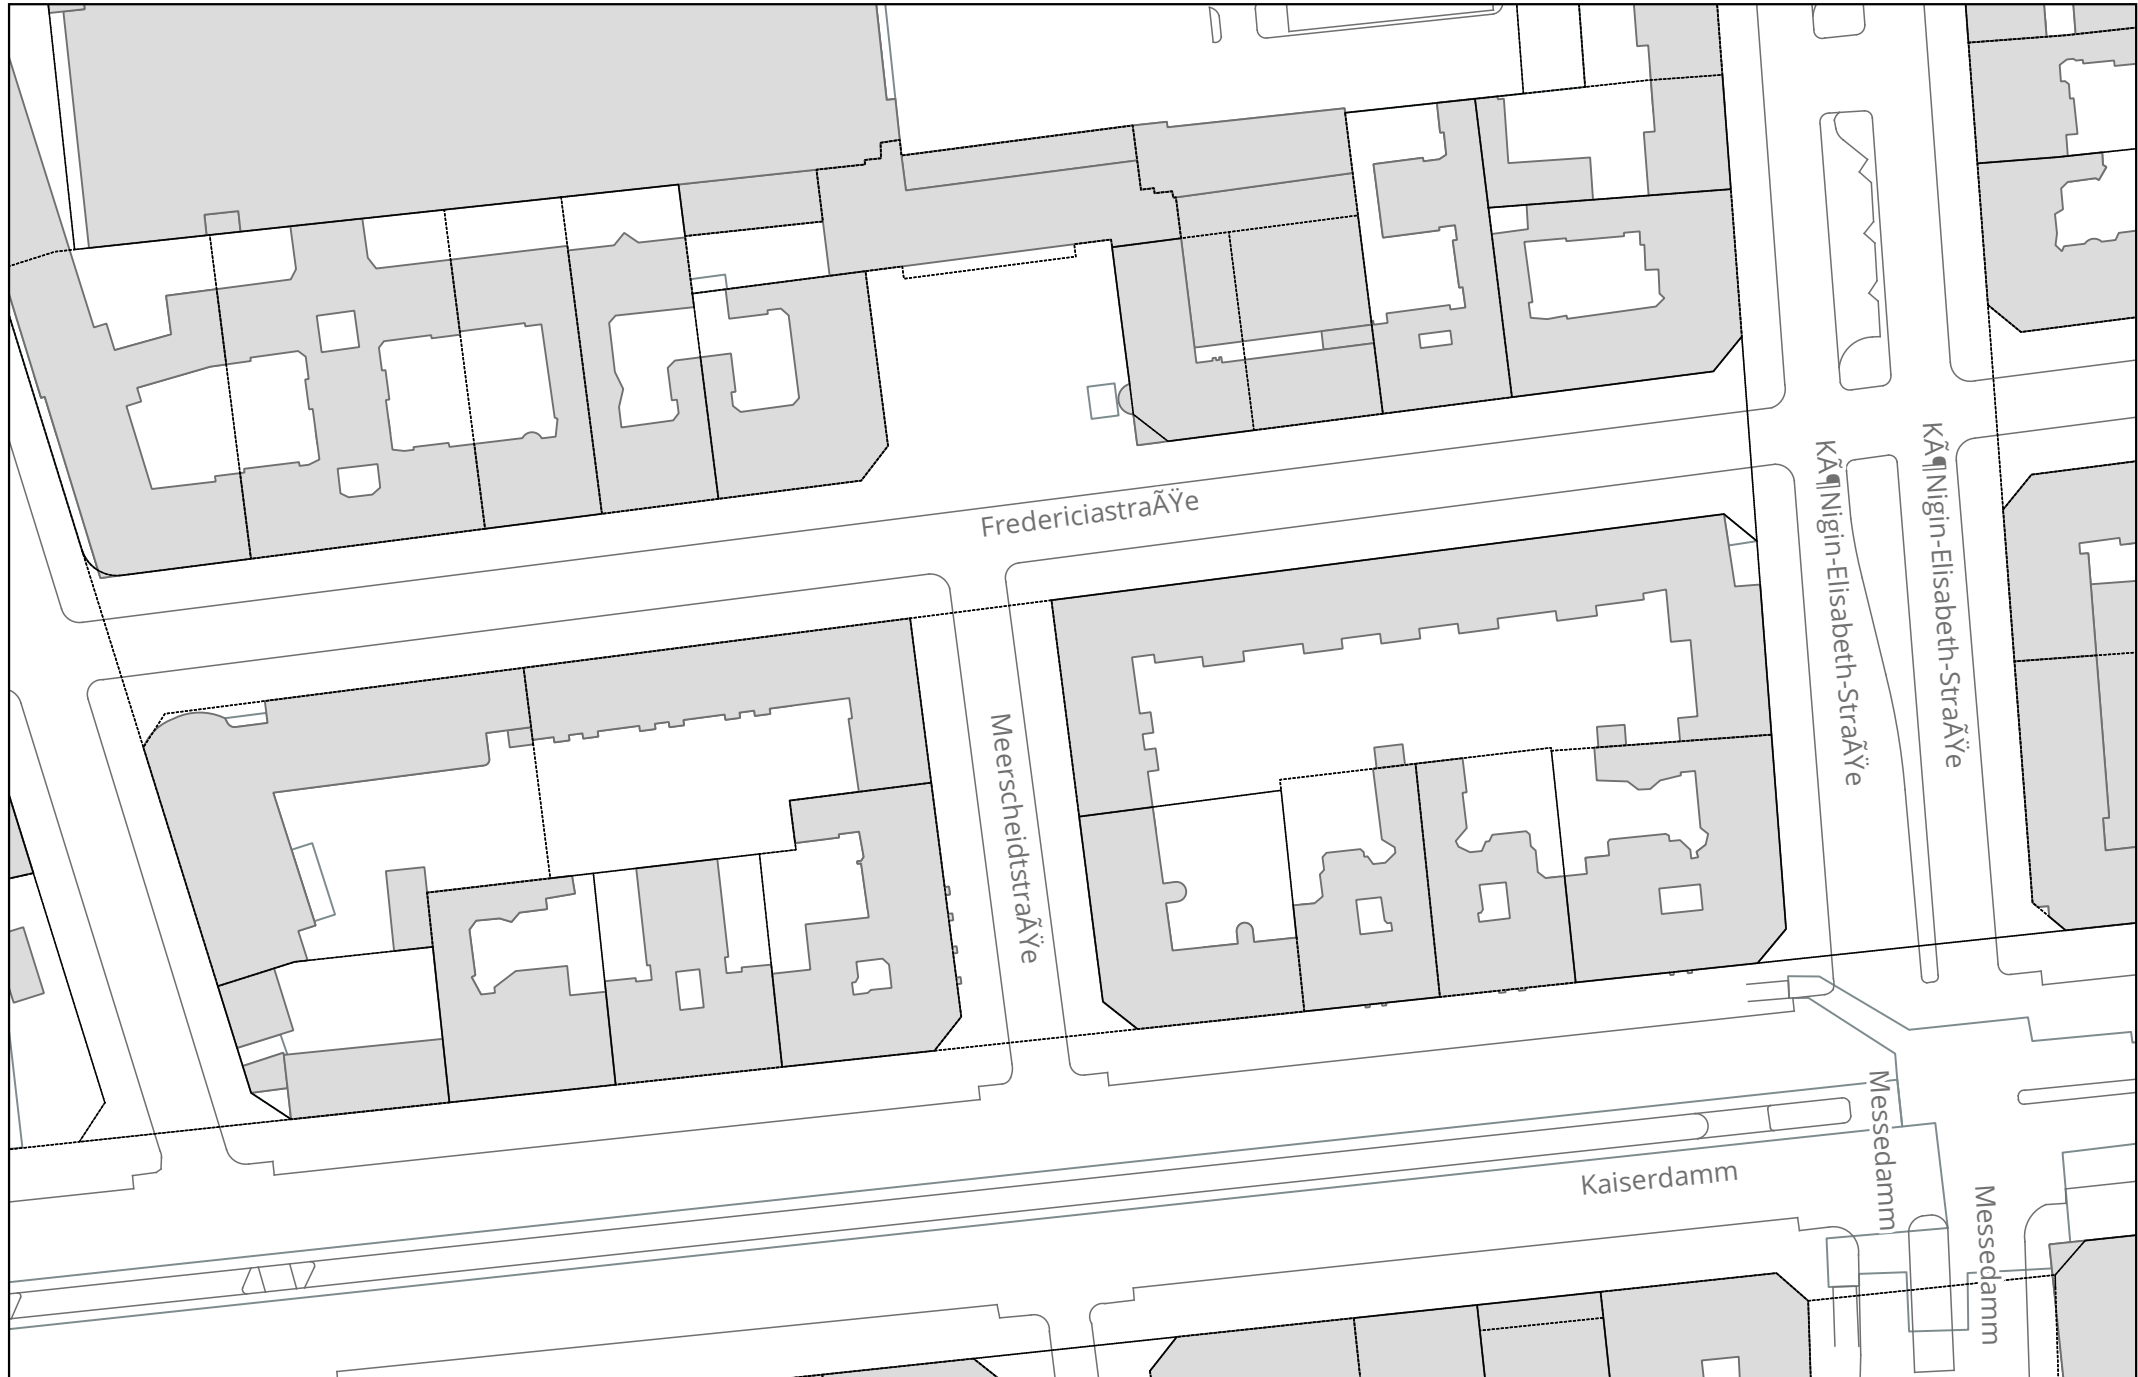 FredericiastraÃŸe
KÃ¶Nigin-Elisabeth-StraÃŸe
KÃ¶Nigin-Elisabeth-StraÃŸe
MeerscheidtstraÃŸe
Messedamm
Kaiserdamm
Messedamm